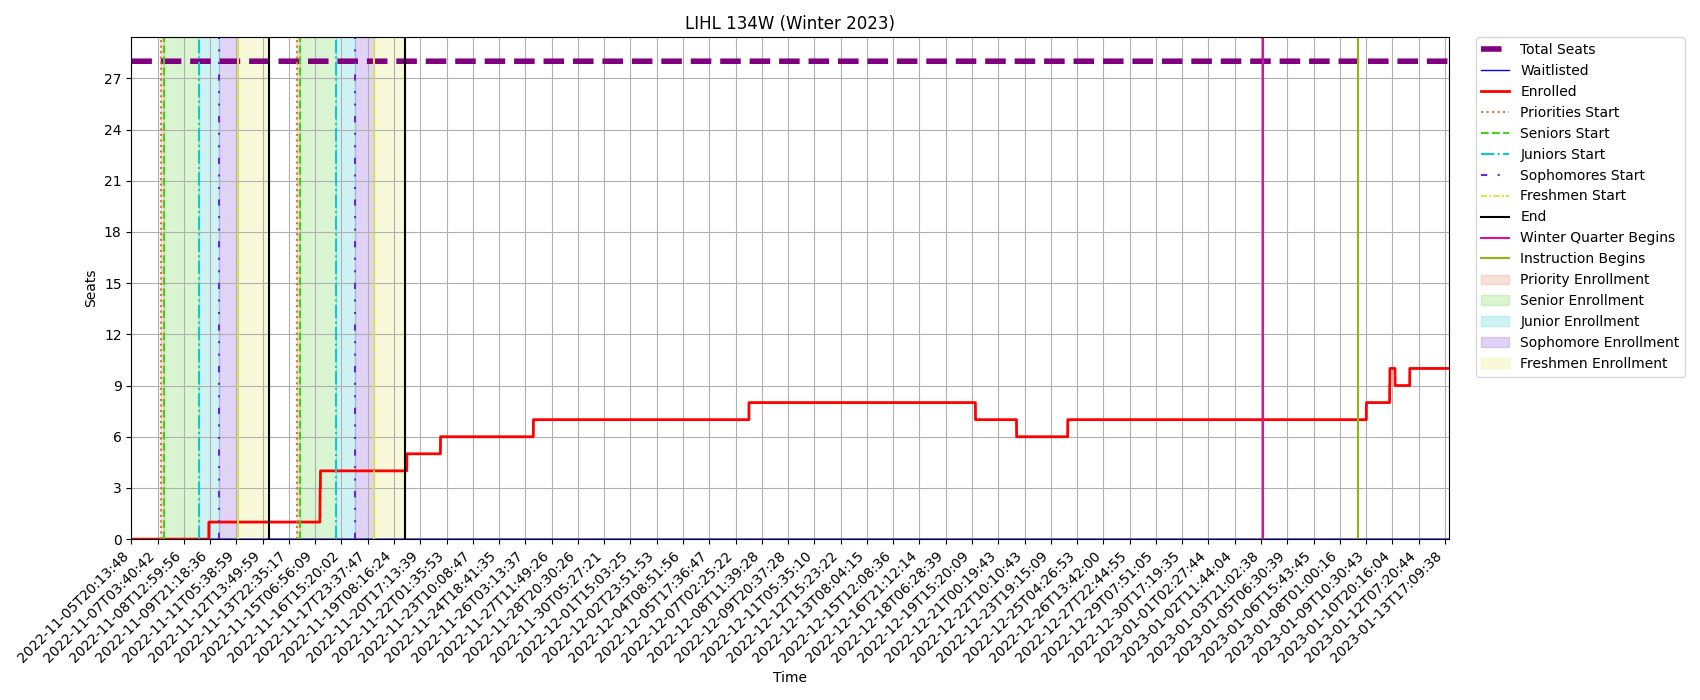 LIHL 134W (Winter 2023)
Seats
27
24
21
18
15
12
9
6
3
0
2022-11-05T20:13:48
2022-11-07T03:40:42
2022-11-08T12:59:56
2022-11-09T21:18:36
2022-11-11T05:38:59
2022-11-12T13:49:59
2022-11-13T22:35:17
2022-11-15T06:56:09
2022-11-16T15:20:02
2022-11-17T23:37:47
2022-11-19T08:16:24
2022-11-20T17:13:39
2022-11-22T01:35:53
2022-11-23T10:08:47
2022-11-24T18:41:35
2022-11-26T03:13:37
2022-11-27T11:49:26
2022-11-28T20:30:26
2022-11-30T05:27:21
2022-12-01T15:03:25
2022-12-02T23:51:53
2022-12-04T08:51:56
2022-12-05T17:36:47
2022-12-07T02:25:22
2022-12-08T11:39:28
2022-12-09T20:37:28
2022-12-11T05:35:10
2022-12-12T15:23:22
2022-12-13T08:04:15
2022-12-15T12:08:36
2022-12-16T21:12:14
2022-12-18T06:28:39
2022-12-19T15:20:09
2022-12-21T00:19:43
2022-12-22T10:10:43
2022-12-23T19:15:09
2022-12-25T04:26:53
2022-12-26T13:42:00
2022-12-27T22:44:55
2022-12-29T07:51:05
2022-12-30T17:19:35
2023-01-01T02:27:44
2023-01-02T11:44:04
2023-01-03T21:02:38
2023-01-05T06:30:39
2023-01-06T15:43:45
2023-01-08T01:00:16
2023-01-09T10:30:43
2023-01-10T20:16:04
2023-01-12T07:20:44
2023-01-13T17:09:38
Time
Total Seats
Waitlisted
Enrolled
Priorities Start
Seniors Start
Juniors Start
Sophomores Start
Freshmen Start
End
Winter Quarter Begins
Instruction Begins
Priority Enrollment
Senior Enrollment
Junior Enrollment
Sophomore Enrollment
Freshmen Enrollment